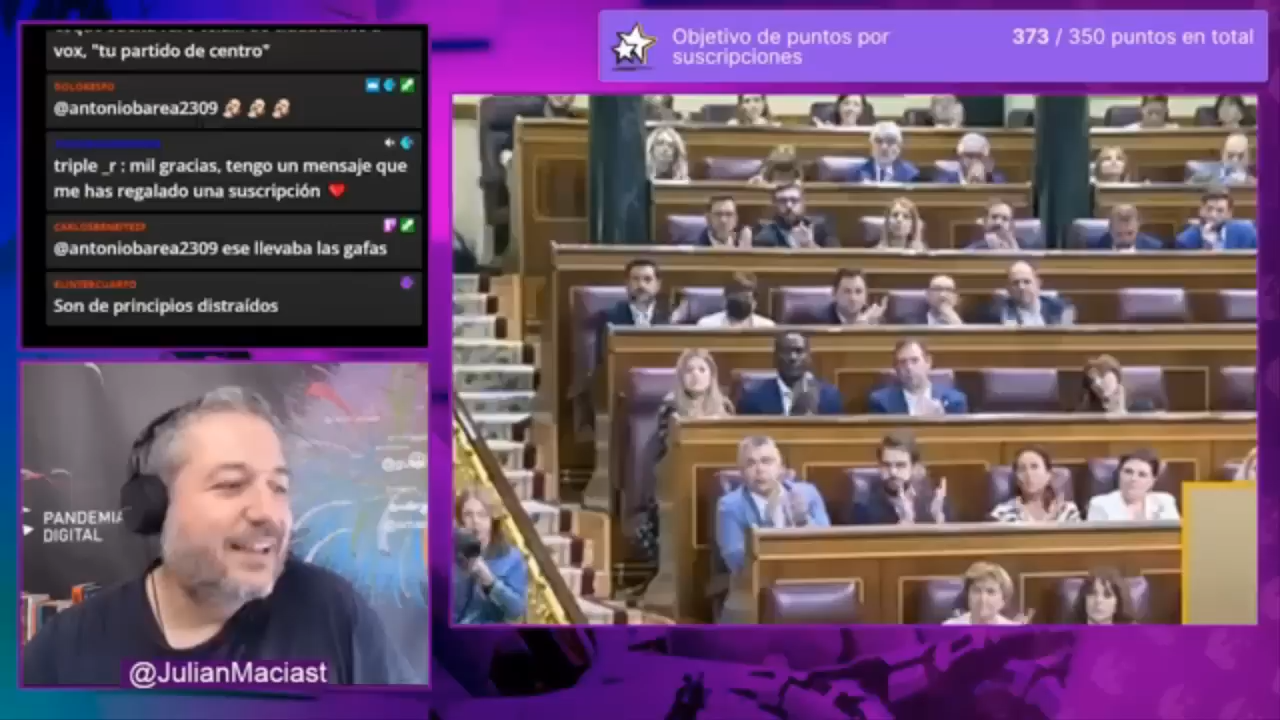 vox, "tu partido de centro"
@antoniobarea2309
triple _r : mil gracias, tengo un mensaje que
me has regalado una suscripción
@antoniobarea2309 ese llevaba las gafas
Son de principios distraídos
Objetivo de puntos por
suscripciones
373 / 350 puntos en total
PANDEMIA
DIGITAL
@JulianMaciast